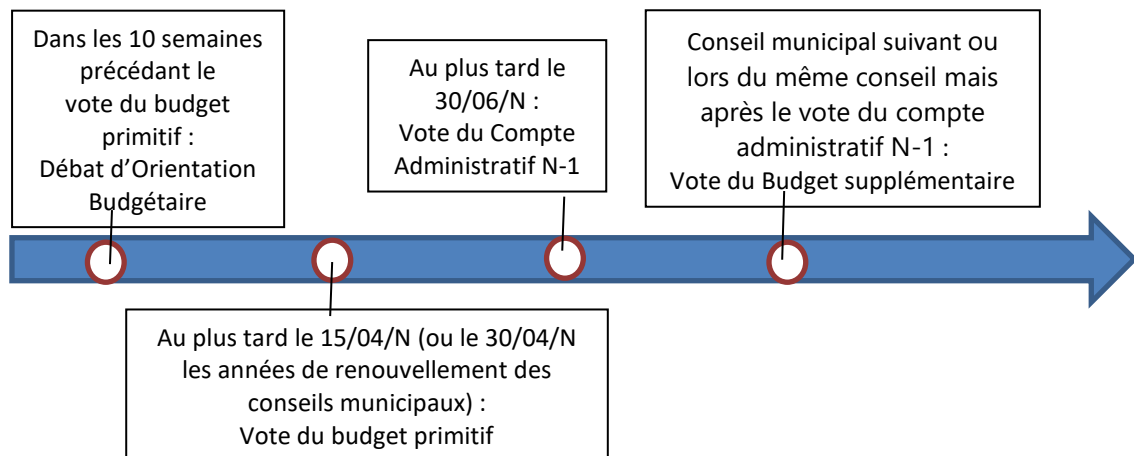 Dans les 10 semaines
précédant le
vote du budget
primitif :
Débat d’Orientation
Budgétaire
Au plus tard le 15/04/N (ou le 30/04/N
les années de renouvellement des
conseils municipaux) :
Vote du budget primitif
Au plus tard le
30/06/N :
Vote du Compte
Administratif N-1
Conseil municipal suivant ou
lors du même conseil mais
après le vote du compte
administratif N-1 :
Vote du Budget supplémentaire